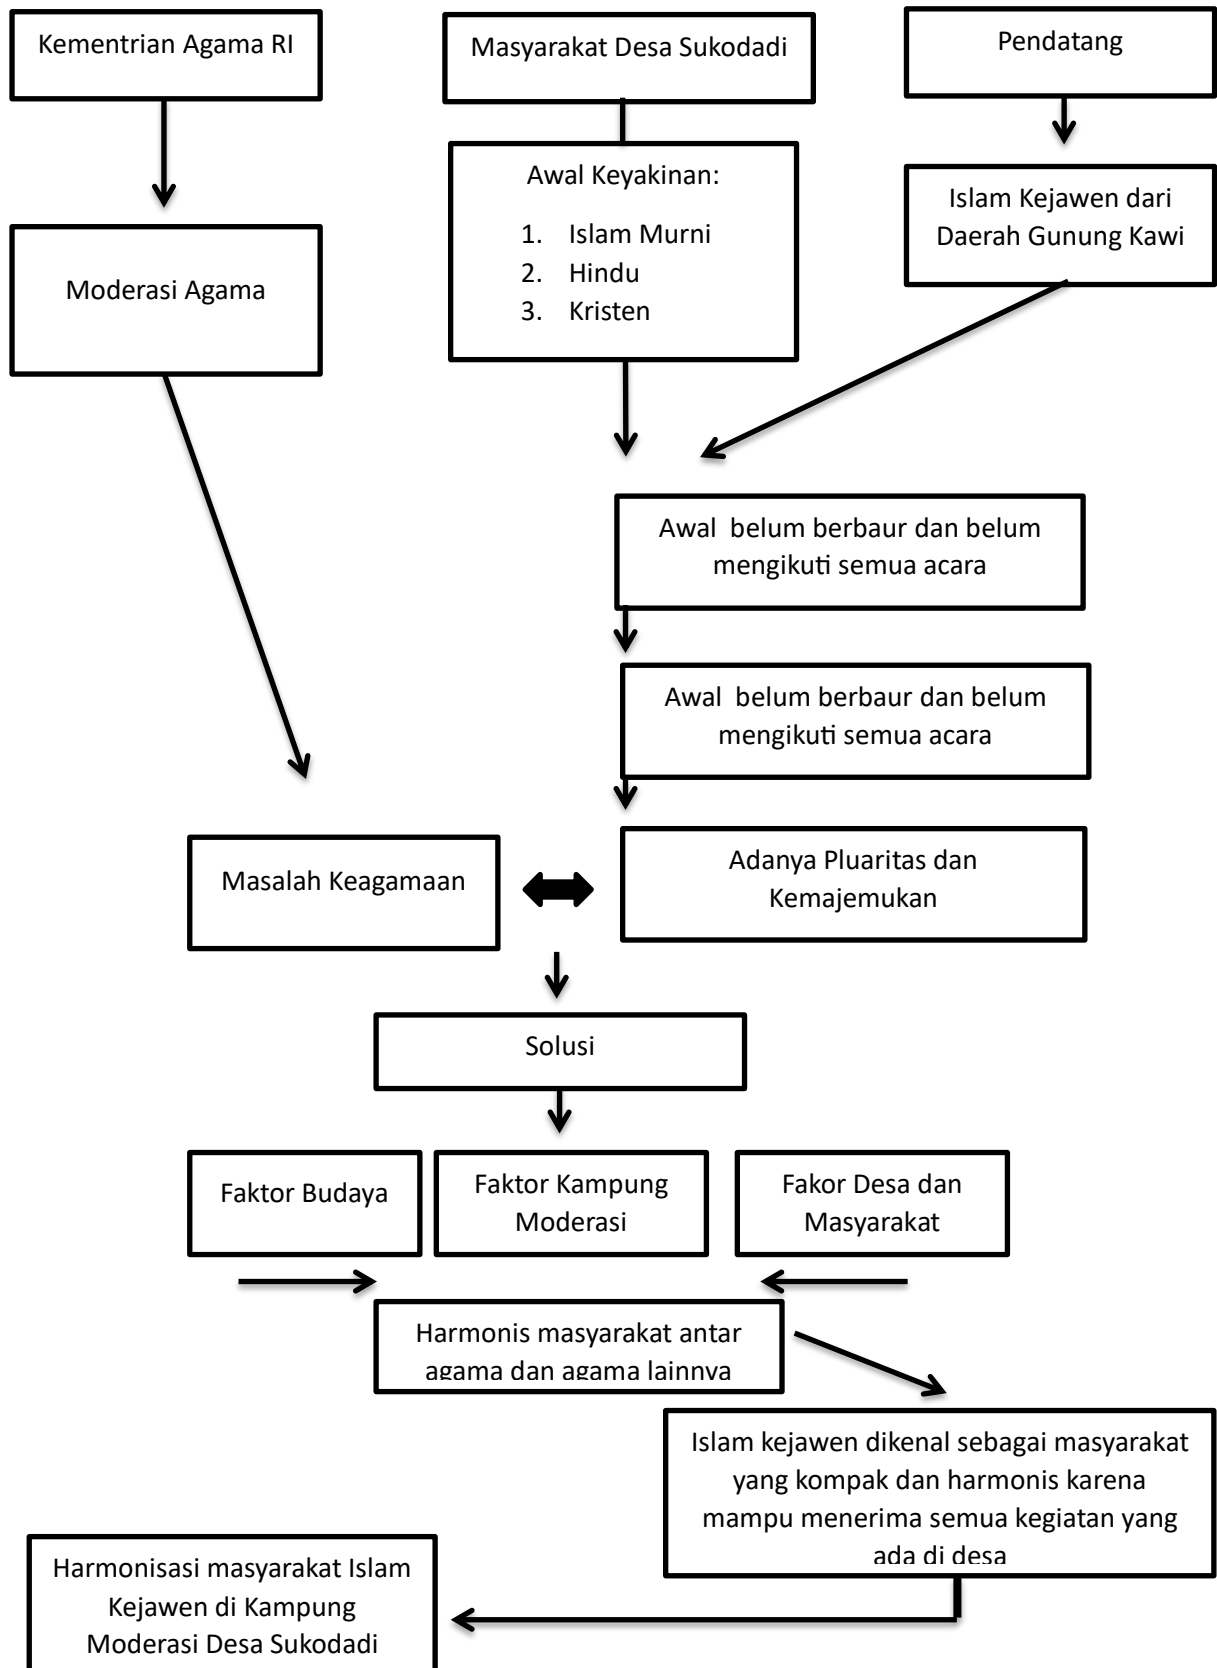 Kementrian Agama RI
Masyarakat Desa Sukodadi
Pendatang
Awal Keyakinan:
1. Islam Murni
2. Hindu
3. Kristen
Islam Kejawen dari
Daerah Gunung Kawi
Moderasi Agama
Awal belum berbaur dan belum
mengikuti semua acara
Awal belum berbaur dan belum
mengikuti semua acara
Masalah Keagamaan
Adanya Pluaritas dan
Kemajemukan
Solusi
Faktor Budaya
Faktor Kampung
Moderasi
Fakor Desa dan
Masyarakat
Harmonis masyarakat antar
agama dan agama lainnya
Islam kejawen dikenal sebagai masyarakat
yang kompak dan harmonis karena
mampu menerima semua kegiatan yang
ada di desa
Harmonisasi masyarakat Islam
Kejawen di Kampung
Moderasi Desa Sukodadi